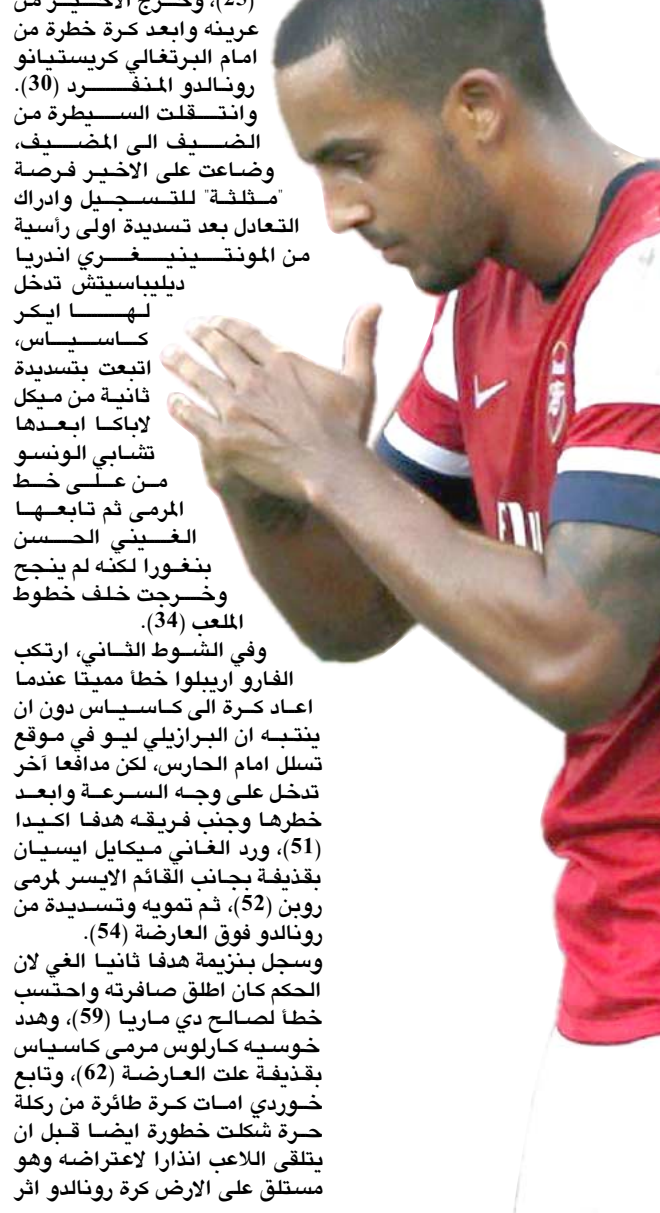 (25)، وخرج الاخير من
عرينه وابعد كرة خطرة من
امام البرتغالي كريستيانو
رونالدو المنفرد (30).
وانتقلت السيطرة من
الضيف الى المضيف،
وضاعت على الاخير فرصة
"مثلثة" للتسجيل وادراك
التعادل بعد تسديدة اولى رأسية
من المونتينيغري اندريا
ديليباسيتش تدخل
لها ايكر
كاسياس،
اتبعت بتسديدة
ثانية من ميكل
لاباكا ابعدها
تشابي الونسو
من على خط
المرمى ثم تابعها
الغيني الحسن
بنغورا لكنه لم ينجح
وخرجت خلف خطوط
الملعب (34).
وفي الشوط الثاني، ارتكب
الفارو اربيلوا خطأ مميتا عندما
اعاد كرة الى كاسياس دون ان
ينتبه ان البرازيلي ليو في موقع
تسلل امام الحارس، لكن مدافعا آخر
تدخل على وجه السرعة وابعد
خطرها وجنب فريقه هدفا اكيدا
(51)، ورد الغاني ميكايل ايسيان
بقذيفة بجانب القائم الايسر لمرمى
روبن (52)، ثم تمويه وتسديدة من
رونالدو فوق العارضة (54).
وسجل بنزيمة هدفا ثانيا الغي لان
الحكم كان اطلق صافرته واحتسب
خطأ لصالح دي ماريا (59)، وهدد
خوسيه كارلوس مرمى كاسياس
بقذيفة علت العارضة (62)، وتابع
خوردي امات كرة طائرة من ركلة
حرة شكلت خطورة ايضا قبل ان
يتلقى اللاعب انذارا لاعتراضه وهو
مستلق على الارض كرة رونالدو اثر